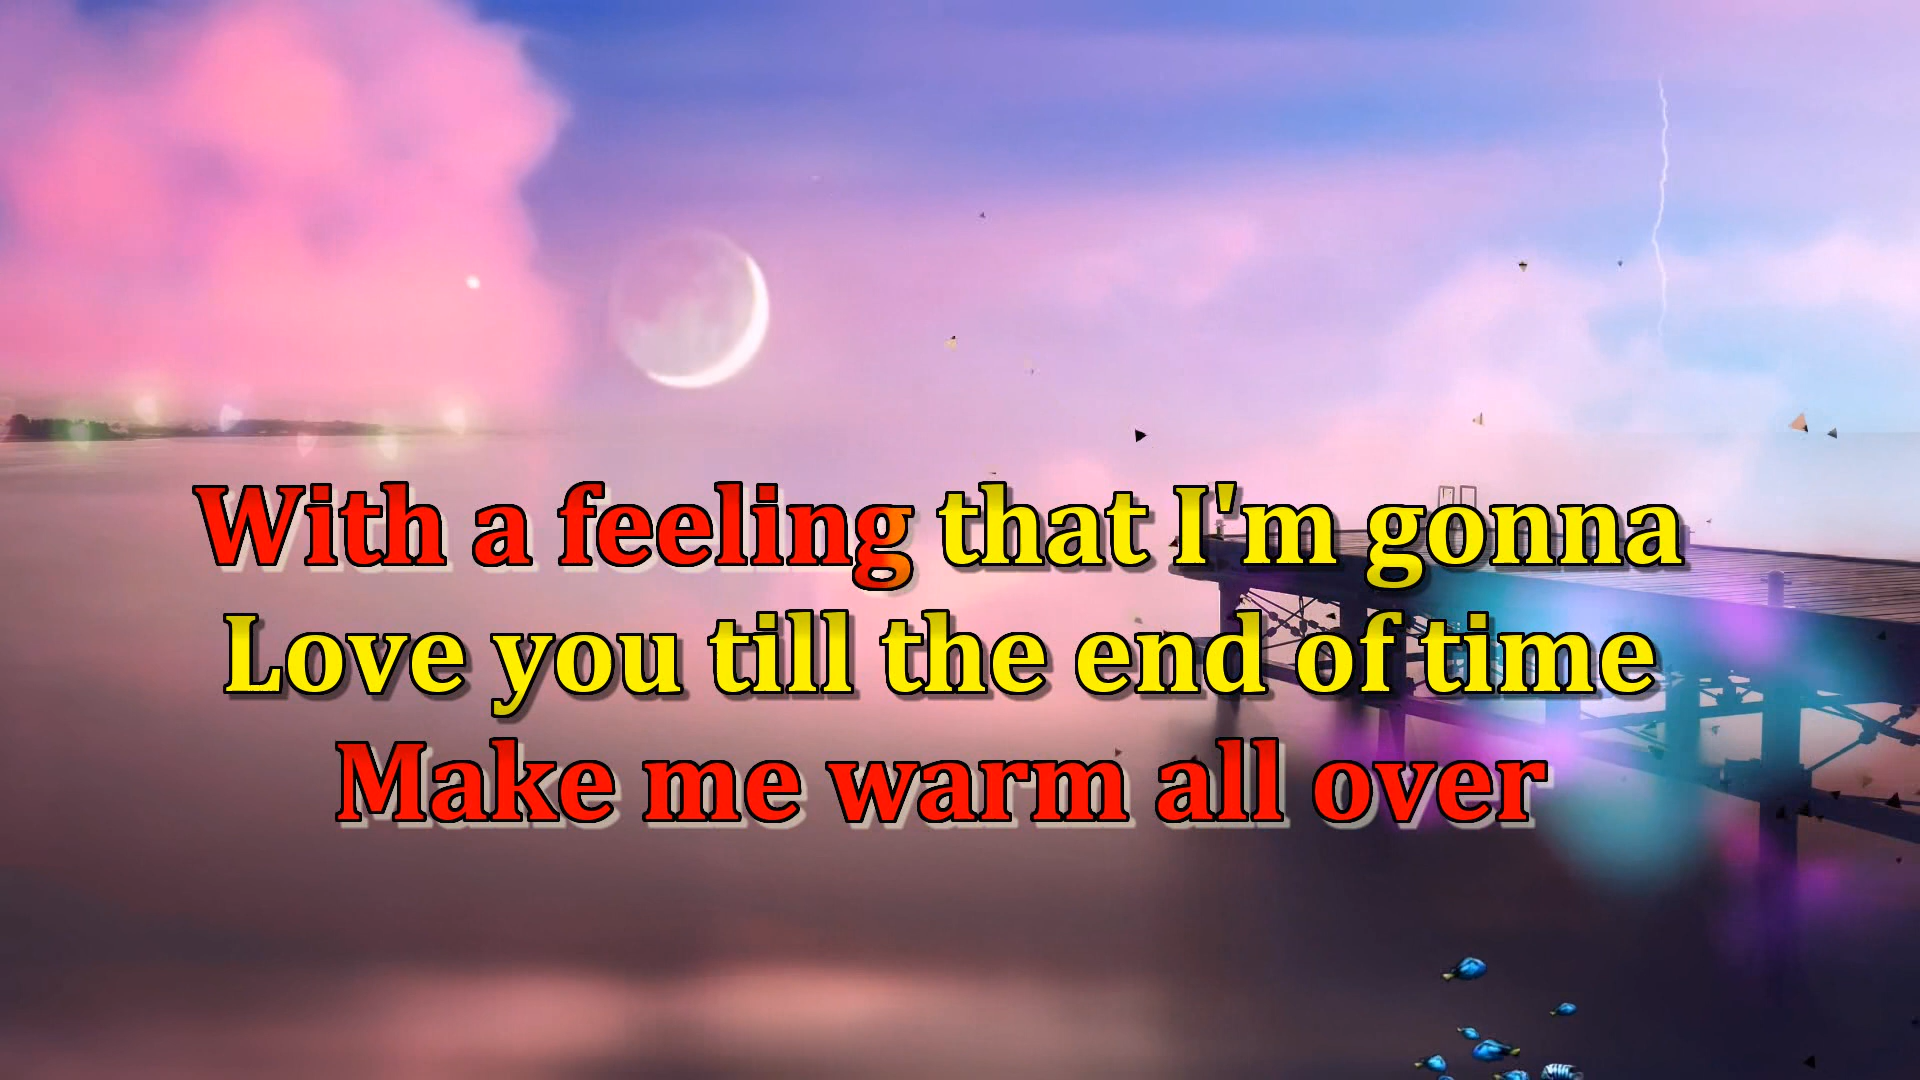 With a feeling that I'm gonna
Love you till the end of time
Make me warm all over